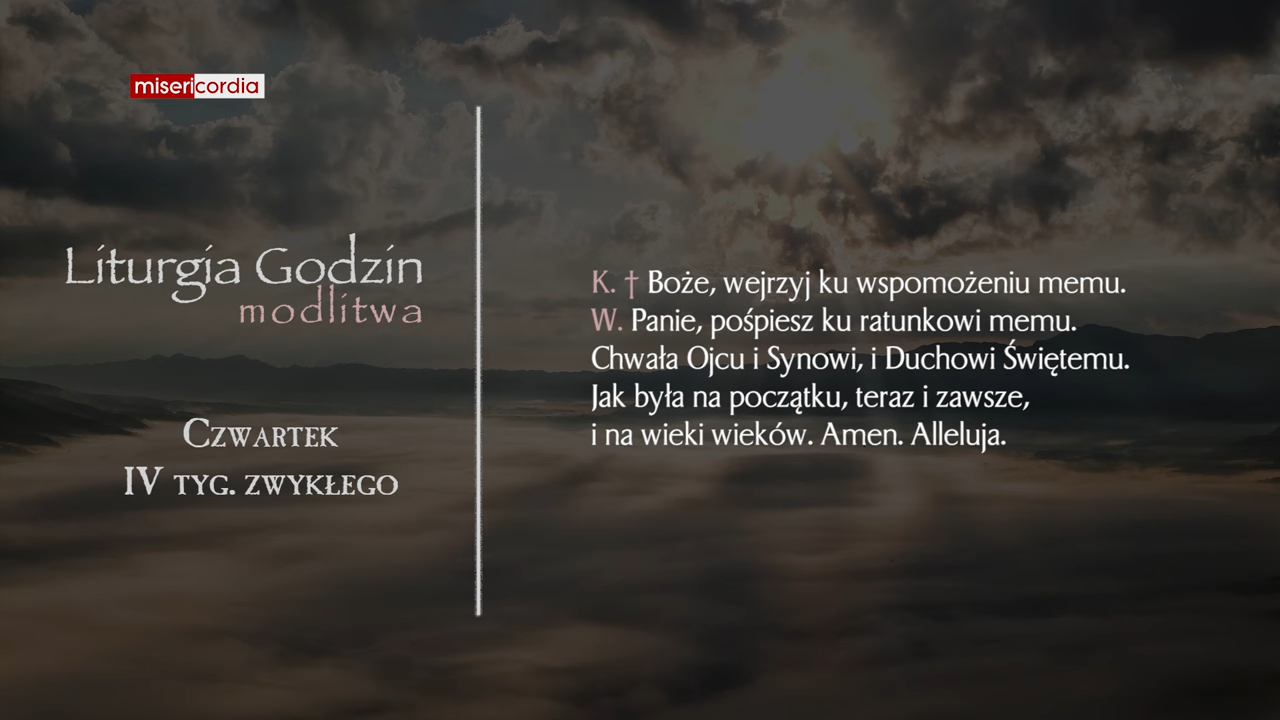 misericordia
Liturgia Godzin
modlitwa
Czwartek
IV tyg. zwykłego
K. † Boże, wejrzyj ku wspomożeniu memu.
W. Panie, pośpiesz ku ratunkowi memu.
Chwała Ojcu i Synowi, i Duchowi Świętemu.
Jak była na początku, teraz i zawsze,
i na wieki wieków. Amen. Alleluja.